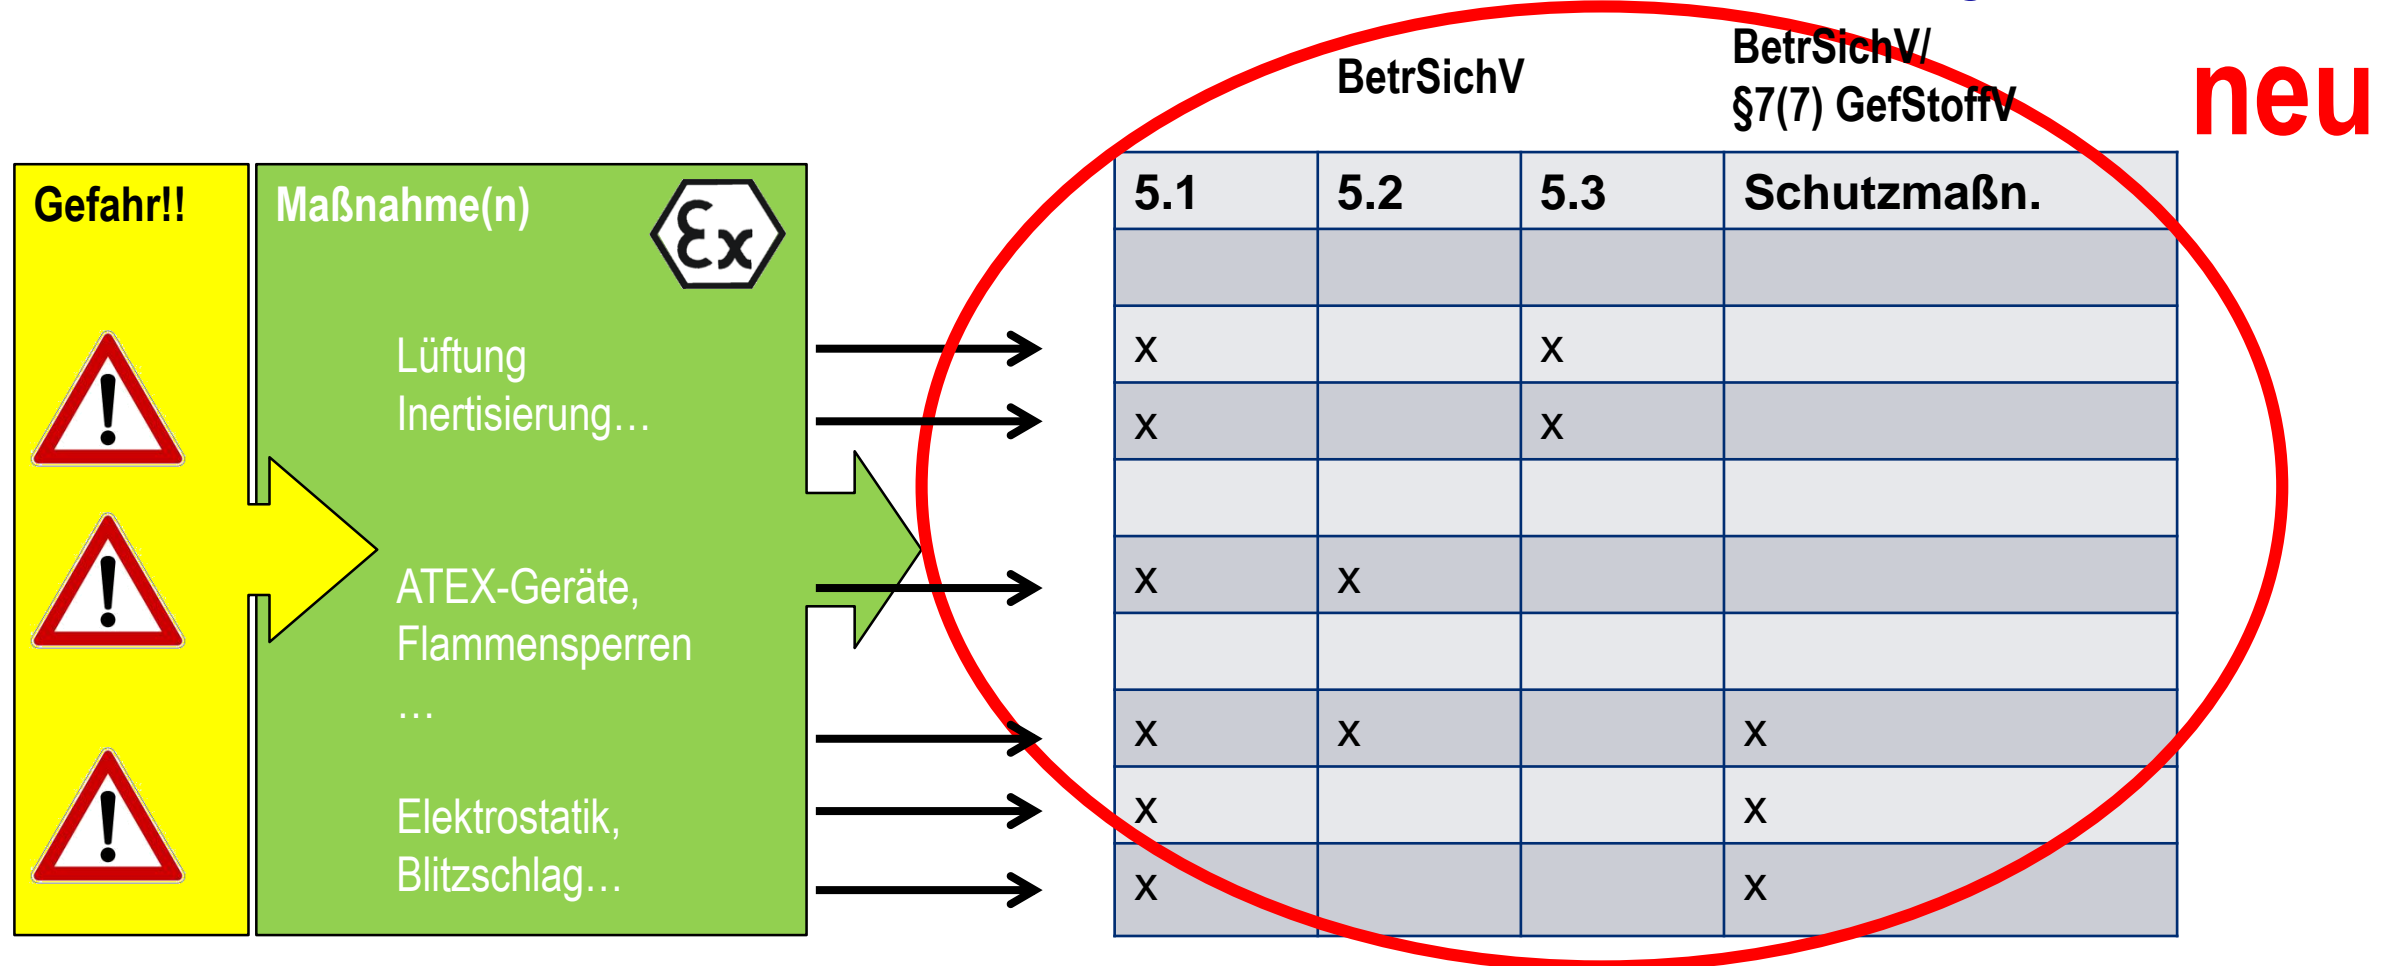 BetrSichV
BetrSichV/
§7(7) GefStoffV
neu
Gefahr!!
Maßnahme(n)
Ex
5.1 5.2 5.3 Schutzmaßn.
Lüftung
Inertisierung…
x x
x x
ATEX-Geräte,
Flammensperren
…
x x
x x x
Elektrostatik,
Blitzschlag…
x x
x x